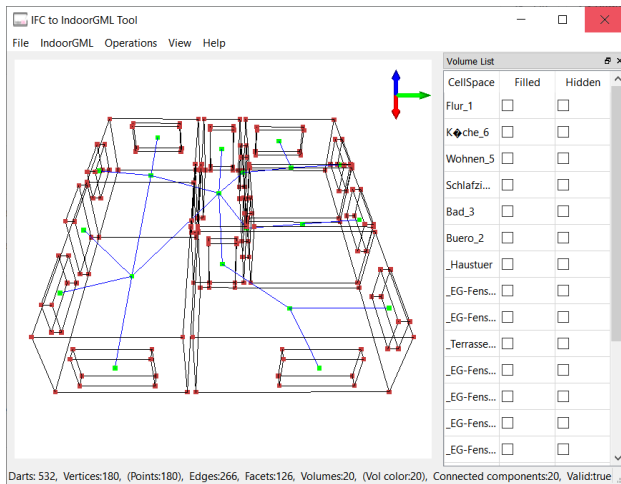 IFC to IndoorGML Tool
File IndoorGML Operations View Help
Volume List
CellSpace Filled Hidden
Flur_1
K�che_6
Wohnen_5
Schlafzi...
Bad_3
Buero_2
_Haustuer
_EG-Fens...
_EG-Fens...
_Terrasse...
_EG-Fens...
_EG-Fens...
_EG-Fens...
_EG-Fens...
Darts: 532, Vertices:180, (Points:180), Edges:266, Facets:126, Volumes:20, (Vol color:20), Connected components:20, Valid:true